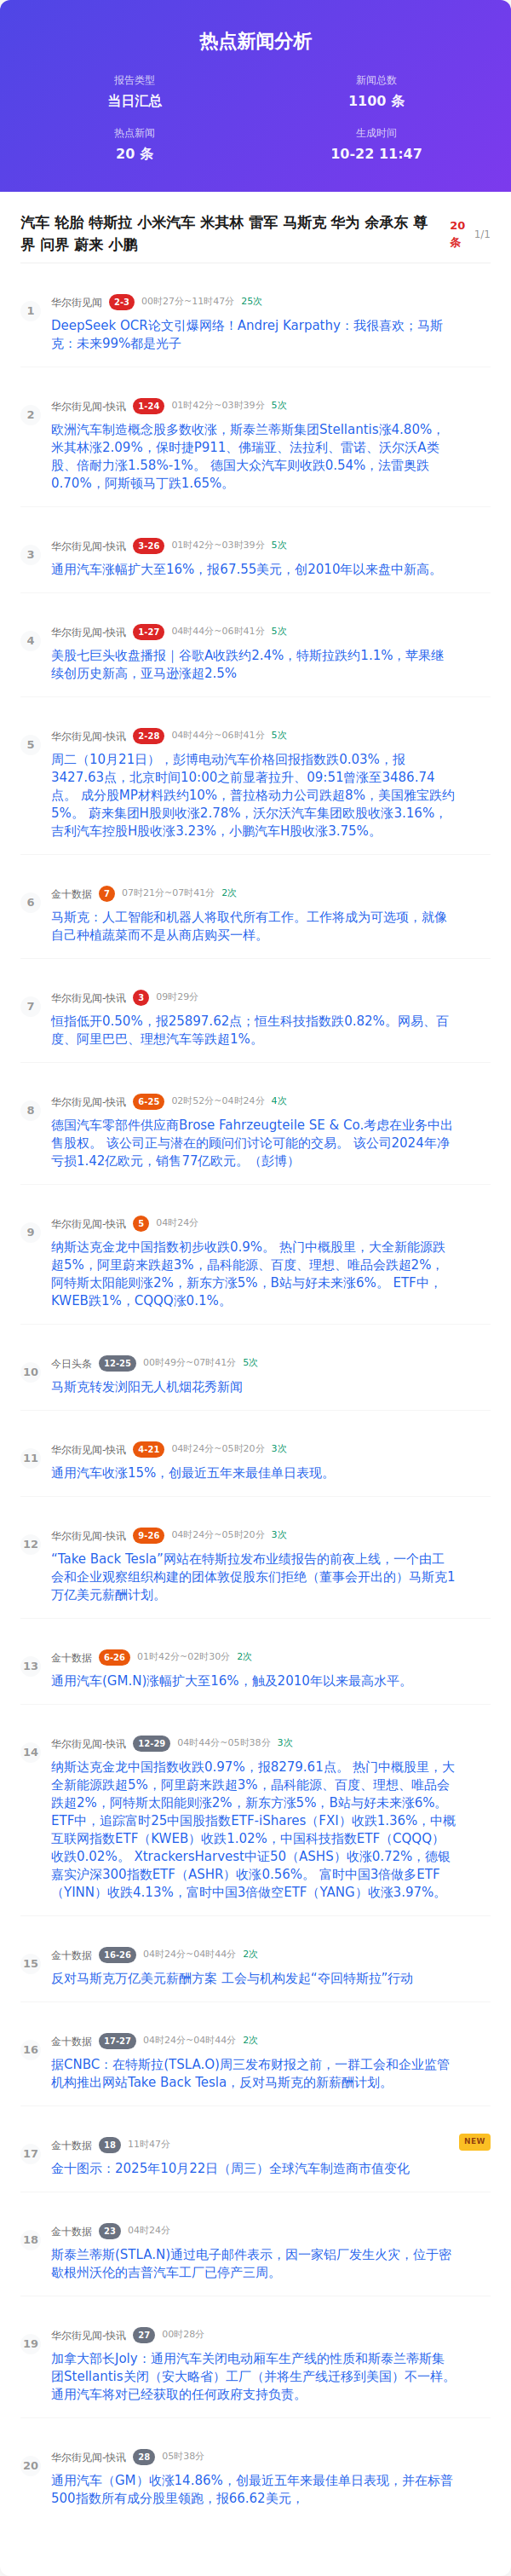 热点新闻分析
报告类型
新闻总数
当日汇总
1100 条
热点新闻
生成时间
20 条
10-22 11:47
汽车 轮胎 特斯拉 小米汽车 米其林 雷军 马斯克 华为 余承东 尊
界 问界 蔚来 小鹏
20
条
1/1
1
华尔街见闻 2-3 00时27分~11时47分 25次
DeepSeek OCR论文引爆网络！Andrej Karpathy：我很喜欢；马斯
克：未来99%都是光子
2
华尔街见闻-快讯 1-24 01时42分~03时39分 5次
欧洲汽车制造概念股多数收涨，斯泰兰蒂斯集团Stellantis涨4.80%，
米其林涨2.09%，保时捷P911、佛瑞亚、法拉利、雷诺、沃尔沃A类
股、倍耐力涨1.58%-1%。 德国大众汽车则收跌0.54%，法雷奥跌
0.70%，阿斯顿马丁跌1.65%。
3
华尔街见闻-快讯 3-26 01时42分~03时39分 5次
通用汽车涨幅扩大至16%，报67.55美元，创2010年以来盘中新高。
4
华尔街见闻-快讯 1-27 04时44分~06时41分 5次
美股七巨头收盘播报｜谷歌A收跌约2.4%，特斯拉跌约1.1%，苹果继
续创历史新高，亚马逊涨超2.5%
5
华尔街见闻-快讯 2-28 04时44分~06时41分 5次
周二（10月21日），彭博电动汽车价格回报指数跌0.03%，报
3427.63点，北京时间10:00之前显著拉升、09:51曾涨至3486.74
点。 成分股MP材料跌约10%，普拉格动力公司跌超8%，美国雅宝跌约
5%。 蔚来集团H股则收涨2.78%，沃尔沃汽车集团欧股收涨3.16%，
吉利汽车控股H股收涨3.23%，小鹏汽车H股收涨3.75%。
6
金十数据 7 07时21分~07时41分 2次
马斯克：人工智能和机器人将取代所有工作。工作将成为可选项，就像
自己种植蔬菜而不是从商店购买一样。
7
华尔街见闻-快讯 3 09时29分
恒指低开0.50%，报25897.62点；恒生科技指数跌0.82%。网易、百
度、阿里巴巴、理想汽车等跌超1%。
8
华尔街见闻-快讯 6-25 02时52分~04时24分 4次
德国汽车零部件供应商Brose Fahrzeugteile SE & Co.考虑在业务中出
售股权。 该公司正与潜在的顾问们讨论可能的交易。 该公司2024年净
亏损1.42亿欧元，销售77亿欧元。（彭博）
9
华尔街见闻-快讯 5 04时24分
纳斯达克金龙中国指数初步收跌0.9%。 热门中概股里，大全新能源跌
超5%，阿里蔚来跌超3%，晶科能源、百度、理想、唯品会跌超2%，
阿特斯太阳能则涨2%，新东方涨5%，B站与好未来涨6%。 ETF中，
KWEB跌1%，CQQQ涨0.1%。
10
今日头条 12-25 00时49分~07时41分 5次
马斯克转发浏阳无人机烟花秀新闻
11
华尔街见闻-快讯 4-21 04时24分~05时20分 3次
通用汽车收涨15%，创最近五年来最佳单日表现。
12
华尔街见闻-快讯 9-26 04时24分~05时20分 3次
“Take Back Tesla”网站在特斯拉发布业绩报告的前夜上线，一个由工
会和企业观察组织构建的团体敦促股东们拒绝（董事会开出的）马斯克1
万亿美元薪酬计划。
13
金十数据 6-26 01时42分~02时30分 2次
通用汽车(GM.N)涨幅扩大至16%，触及2010年以来最高水平。
14
华尔街见闻-快讯 12-29 04时44分~05时38分 3次
纳斯达克金龙中国指数收跌0.97%，报8279.61点。 热门中概股里，大
全新能源跌超5%，阿里蔚来跌超3%，晶科能源、百度、理想、唯品会
跌超2%，阿特斯太阳能则涨2%，新东方涨5%，B站与好未来涨6%。
ETF中，追踪富时25中国股指数ETF-iShares（FXI）收跌1.36%，中概
互联网指数ETF（KWEB）收跌1.02%，中国科技指数ETF（CQQQ）
收跌0.02%。 XtrackersHarvest中证50（ASHS）收涨0.72%，德银
嘉实沪深300指数ETF（ASHR）收涨0.56%。 富时中国3倍做多ETF
（YINN）收跌4.13%，富时中国3倍做空ETF（YANG）收涨3.97%。
15
金十数据 16-26 04时24分~04时44分 2次
反对马斯克万亿美元薪酬方案 工会与机构发起“夺回特斯拉”行动
16
金十数据 17-27 04时24分~04时44分 2次
据CNBC：在特斯拉(TSLA.O)周三发布财报之前，一群工会和企业监管
机构推出网站Take Back Tesla，反对马斯克的新薪酬计划。
17
金十数据 18 11时47分
NEW
金十图示：2025年10月22日（周三）全球汽车制造商市值变化
18
金十数据 23 04时24分
斯泰兰蒂斯(STLA.N)通过电子邮件表示，因一家铝厂发生火灾，位于密
歇根州沃伦的吉普汽车工厂已停产三周。
19
华尔街见闻-快讯 27 00时28分
加拿大部长Joly：通用汽车关闭电动厢车生产线的性质和斯泰兰蒂斯集
团Stellantis关闭（安大略省）工厂（并将生产线迁移到美国）不一样。
通用汽车将对已经获取的任何政府支持负责。
20
华尔街见闻-快讯 28 05时38分
通用汽车（GM）收涨14.86%，创最近五年来最佳单日表现，并在标普
500指数所有成分股里领跑，报66.62美元，